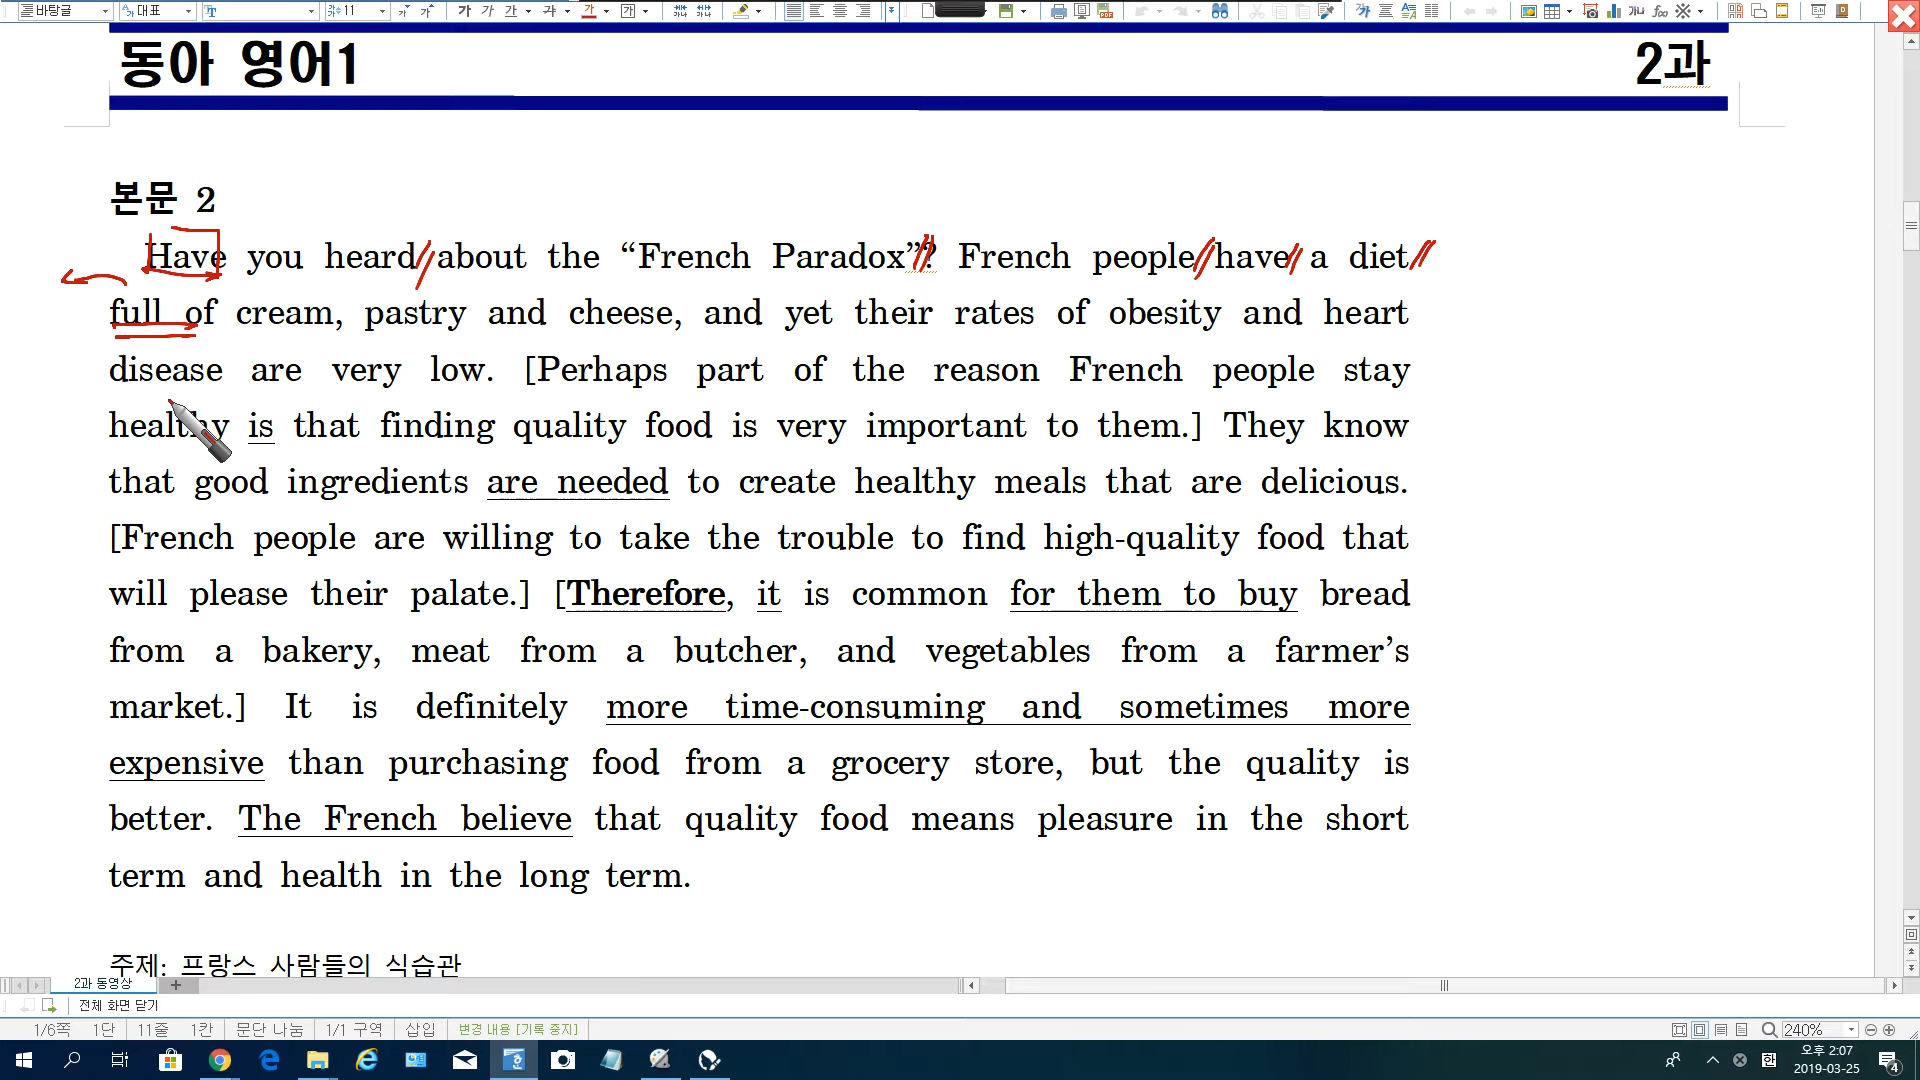 바탕글 대표 11
동아 영어1 2과
본문 2
Have you heard about the “French Paradox”? French people have a diet
full of cream, pastry and cheese, and yet their rates of obesity and heart
disease are very low. [Perhaps part of the reason French people stay
healthy is that finding quality food is very important to them.] They know
that good ingredients are needed to create healthy meals that are delicious.
[French people are willing to take the trouble to find high-quality food that
will please their palate.] [Therefore, it is common for them to buy bread
from a bakery, meat from a butcher, and vegetables from a farmer’s
market.] It is definitely more time-consuming and sometimes more
expensive than purchasing food from a grocery store, but the quality is
better. The French believe that quality food means pleasure in the short
term and health in the long term.
주제: 프랑스 사람들의 식습관
2과 동영상
전체 화면 닫기
1/6쪽 1단 11줄 1칸 문단 나눔 1/1 구역 삽입 변경 내용 [기록 중지] 240%
오후 2:07
2019-03-25